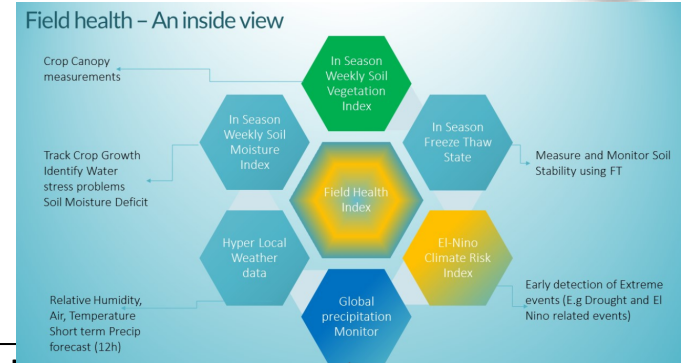 Field health – An inside view
Crop Canopy
measurements
In Season
Weekly Soil
Vegetation
Index
In Season
Weekly Soil
Moisture
Index
In Season
Freeze Thaw
State
Track Crop Growth
Identify Water
stress problems
Soil Moisture Deficit
Measure and Monitor Soil
Stability using FT
Field Health
Index
Hyper Local
Weather
data
El-Nino
Climate Risk
Index
Relative Humidity,
Air, Temperature
Short term Precip
forecast (12h)
Global
precipitation
Monitor
Early detection of Extreme
events (E.g Drought and El
Nino related events)